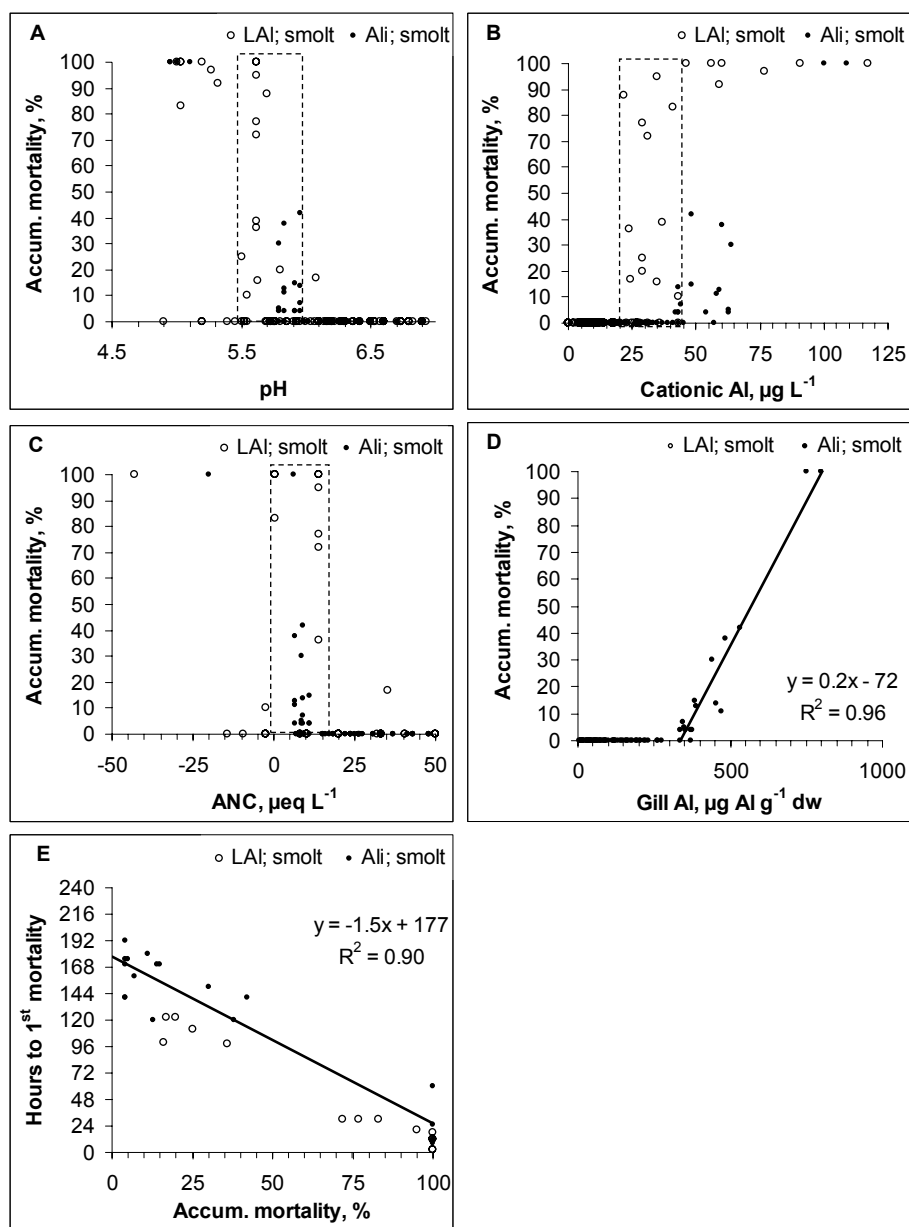 A
○ LAl; smolt • Ali; smolt
Accum. mortality, %
100
90
80
70
60
50
40
30
20
10
0
4.5 5.5 6.5
pH
B
○ LAl; smolt • Ali; smolt
Accum. mortality, %
100
90
80
70
60
50
40
30
20
10
0
0 25 50 75 100 125
Cationic Al, µg L⁻¹
C
○ LAl; smolt • Ali; smolt
Accum. mortality, %
100
90
80
70
60
50
40
30
20
10
0
-50 -25 0 25 50
ANC, µeq L⁻¹
D
○ LAl; smolt • Ali; smolt
Accum. mortality, %
100
90
80
70
60
50
40
30
20
10
0
y = 0.2x - 72
R² = 0.96
0 500 1000
Gill Al, µg Al g⁻¹ dw
E
○ LAl; smolt • Ali; smolt
Hours to 1st mortality
240
216
192
168
144
120
96
72
48
24
0
y = -1.5x + 177
R² = 0.90
0 25 50 75 100
Accum. mortality, %